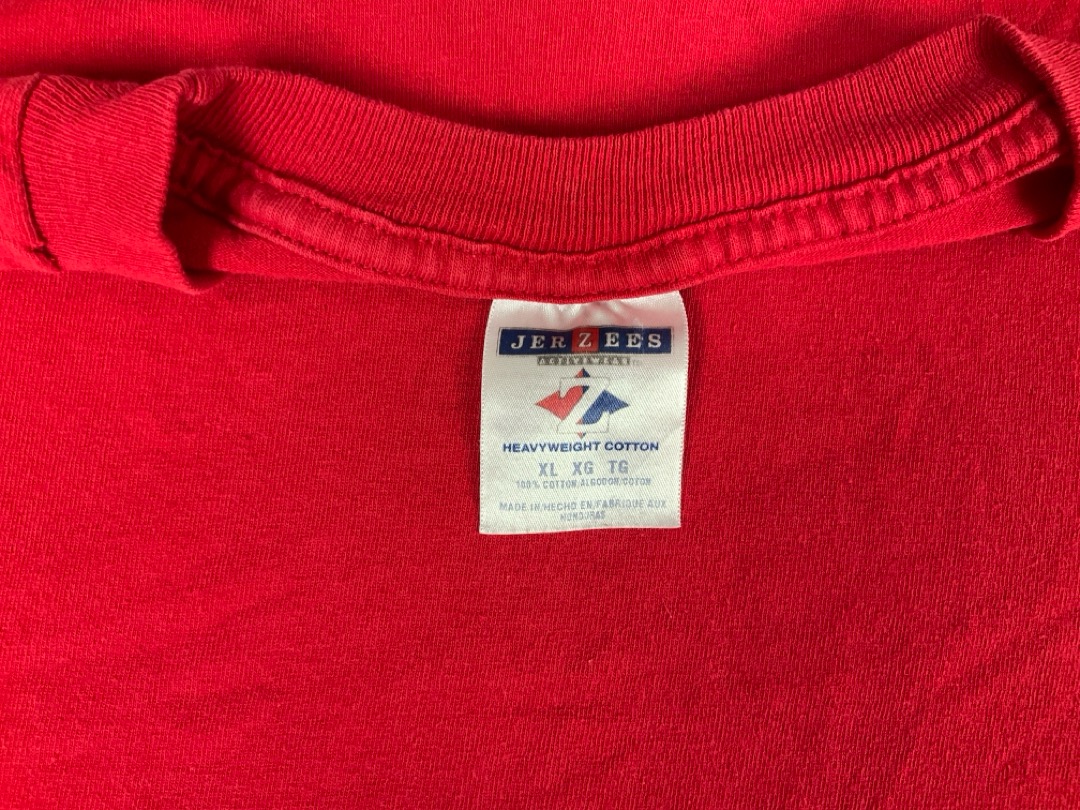 JERZEES
ACTIVEWEAR
Z
HEAVYWEIGHT COTTON
XL XG TG
100% COTTON/ALGODON/COTON
MADE IN/HECHO EN/FABRIQUE AUX
HONDURAS